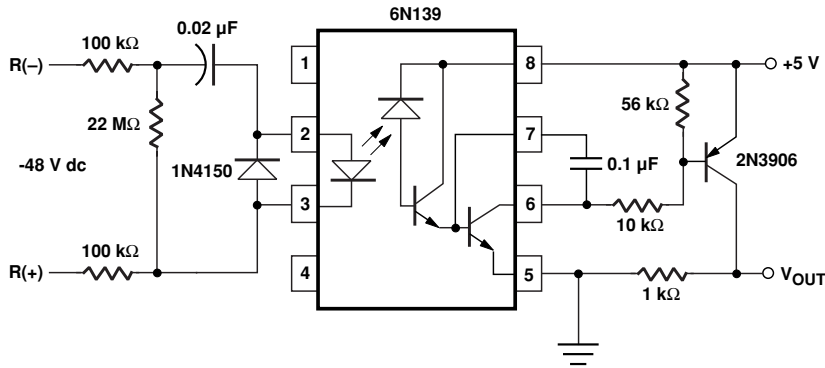 6N139
R(–)
100 kΩ
0.02 µF
22 MΩ
-48 V dc
1N4150
R(+)
100 kΩ
1
2
3
4
8
7
6
5
56 kΩ
+5 V
2N3906
0.1 µF
10 kΩ
1 kΩ
VOUT